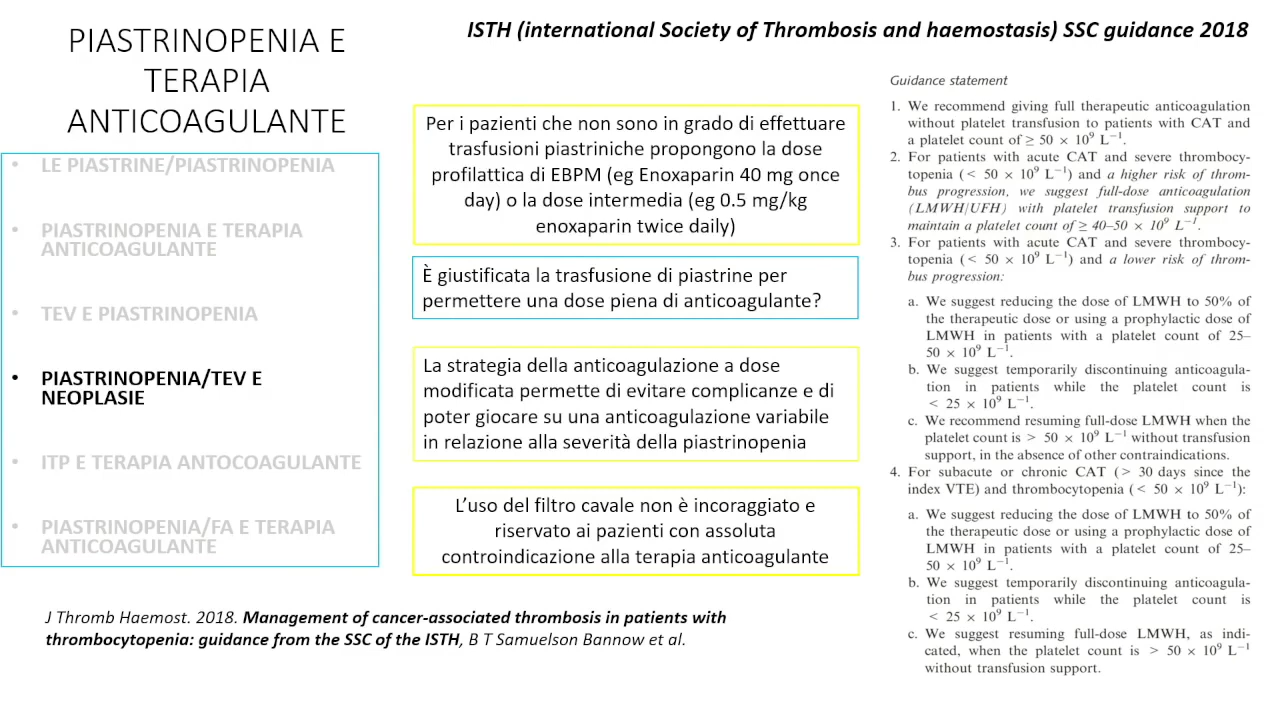 PIASTRINOPENIA E
TERAPIA
ANTICOAGULANTE
• LE PIASTRINE/PIASTRINOPENIA
• PIASTRINOPENIA E TERAPIA
ANTICOAGULANTE
• TEV E PIASTRINOPENIA
• PIASTRINOPENIA/TEV E
NEOPLASIE
• ITP E TERAPIA ANTOCOAGULANTE
• PIASTRINOPENIA/FA E TERAPIA
ANTICOAGULANTE
ISTH (international Society of Thrombosis and haemostasis) SSC guidance 2018
Per i pazienti che non sono in grado di effettuare
trasfusioni piastriniche propongono la dose
profilattica di EBPM (eg Enoxaparin 40 mg once
day) o la dose intermedia (eg 0.5 mg/kg
enoxaparin twice daily)
È giustificata la trasfusione di piastrine per
permettere una dose piena di anticoagulante?
La strategia della anticoagulazione a dose
modificata permette di evitare complicanze e di
poter giocare su una anticoagulazione variabile
in relazione alla severità della piastrinopenia
L’uso del filtro cavale non è incoraggiato e
riservato ai pazienti con assoluta
controindicazione alla terapia anticoagulante
Guidance statement
1. We recommend giving full therapeutic anticoagulation
without platelet transfusion to patients with CAT and
a platelet count of ≥ 50 × 10⁹ L⁻¹.
2. For patients with acute CAT and severe thrombocy-
topenia (< 50 × 10⁹ L⁻¹) and a higher risk of throm-
bus progression, we suggest full-dose anticoagulation
(LMWH/UFH) with platelet transfusion support to
maintain a platelet count of ≥ 40–50 × 10⁹ L⁻¹.
3. For patients with acute CAT and severe thrombocy-
topenia (< 50 × 10⁹ L⁻¹) and a lower risk of throm-
bus progression:
a. We suggest reducing the dose of LMWH to 50% of
the therapeutic dose or using a prophylactic dose of
LMWH in patients with a platelet count of 25–
50 × 10⁹ L⁻¹.
b. We suggest temporarily discontinuing anticoagula-
tion in patients while the platelet count is
< 25 × 10⁹ L⁻¹.
c. We recommend resuming full-dose LMWH when the
platelet count is > 50 × 10⁹ L⁻¹ without transfusion
support, in the absence of other contraindications.
4. For subacute or chronic CAT (> 30 days since the
index VTE) and thrombocytopenia (< 50 × 10⁹ L⁻¹):
a. We suggest reducing the dose of LMWH to 50% of
the therapeutic dose or using a prophylactic dose of
LMWH in patients with a platelet count of 25–
50 × 10⁹ L⁻¹.
b. We suggest temporarily discontinuing anticoagula-
tion in patients while the platelet count is
< 25 × 10⁹ L⁻¹.
c. We suggest resuming full-dose LMWH, as indi-
cated, when the platelet count is > 50 × 10⁹ L⁻¹
without transfusion support.
J Thromb Haemost. 2018. Management of cancer-associated thrombosis in patients with
thrombocytopenia: guidance from the SSC of the ISTH, B T Samuelson Bannow et al.